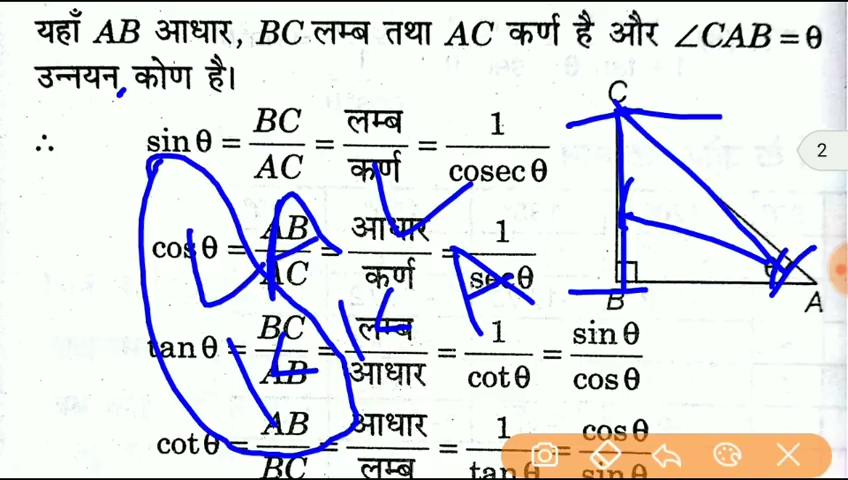 यहाँ AB आधार, BC लम्ब तथा AC कर्ण है और ∠CAB = θ
उन्नयन कोण है।
∴ sin θ = BC/AC = लम्ब/कर्ण = 1/cosec θ
cos θ = AB/AC = आधार/कर्ण = 1/sec θ
tan θ = BC/AB = लम्ब/आधार = 1/cot θ = sin θ/cos θ
cot θ = AB/BC = आधार/लम्ब = 1/tan θ = cos θ/sin θ
C
B
A
2